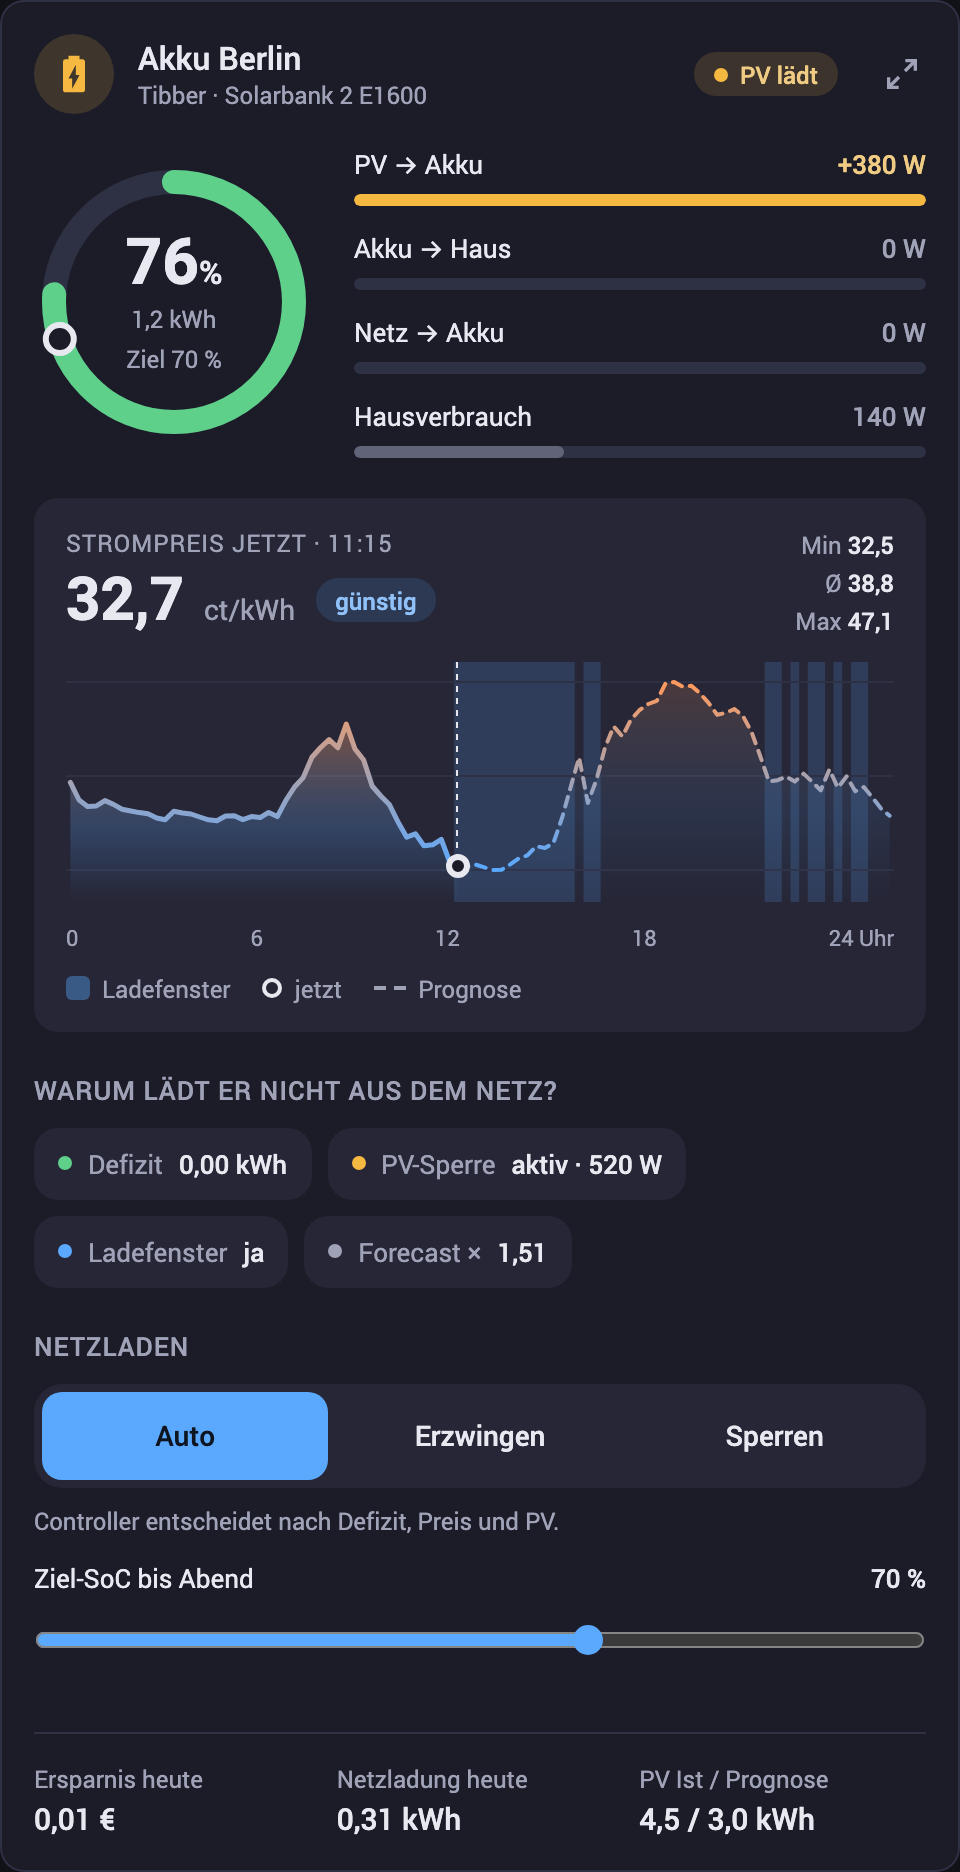 Akku Berlin
Tibber · Solarbank 2 E1600
PV lädt
76%
1,2 kWh
Ziel 70 %
PV → Akku +380 W
Akku → Haus 0 W
Netz → Akku 0 W
Hausverbrauch 140 W
STROMPREIS JETZT · 11:15
32,7 ct/kWh günstig
Min 32,5
Ø 38,8
Max 47,1
0 6 12 18 24 Uhr
Ladefenster jetzt Prognose
WARUM LÄDT ER NICHT AUS DEM NETZ?
Defizit 0,00 kWh PV-Sperre aktiv · 520 W
Ladefenster ja Forecast × 1,51
NETZLADEN
Auto Erzwingen Sperren
Controller entscheidet nach Defizit, Preis und PV.
Ziel-SoC bis Abend 70 %
Ersparnis heute Netzladung heute PV Ist / Prognose
0,01 € 0,31 kWh 4,5 / 3,0 kWh